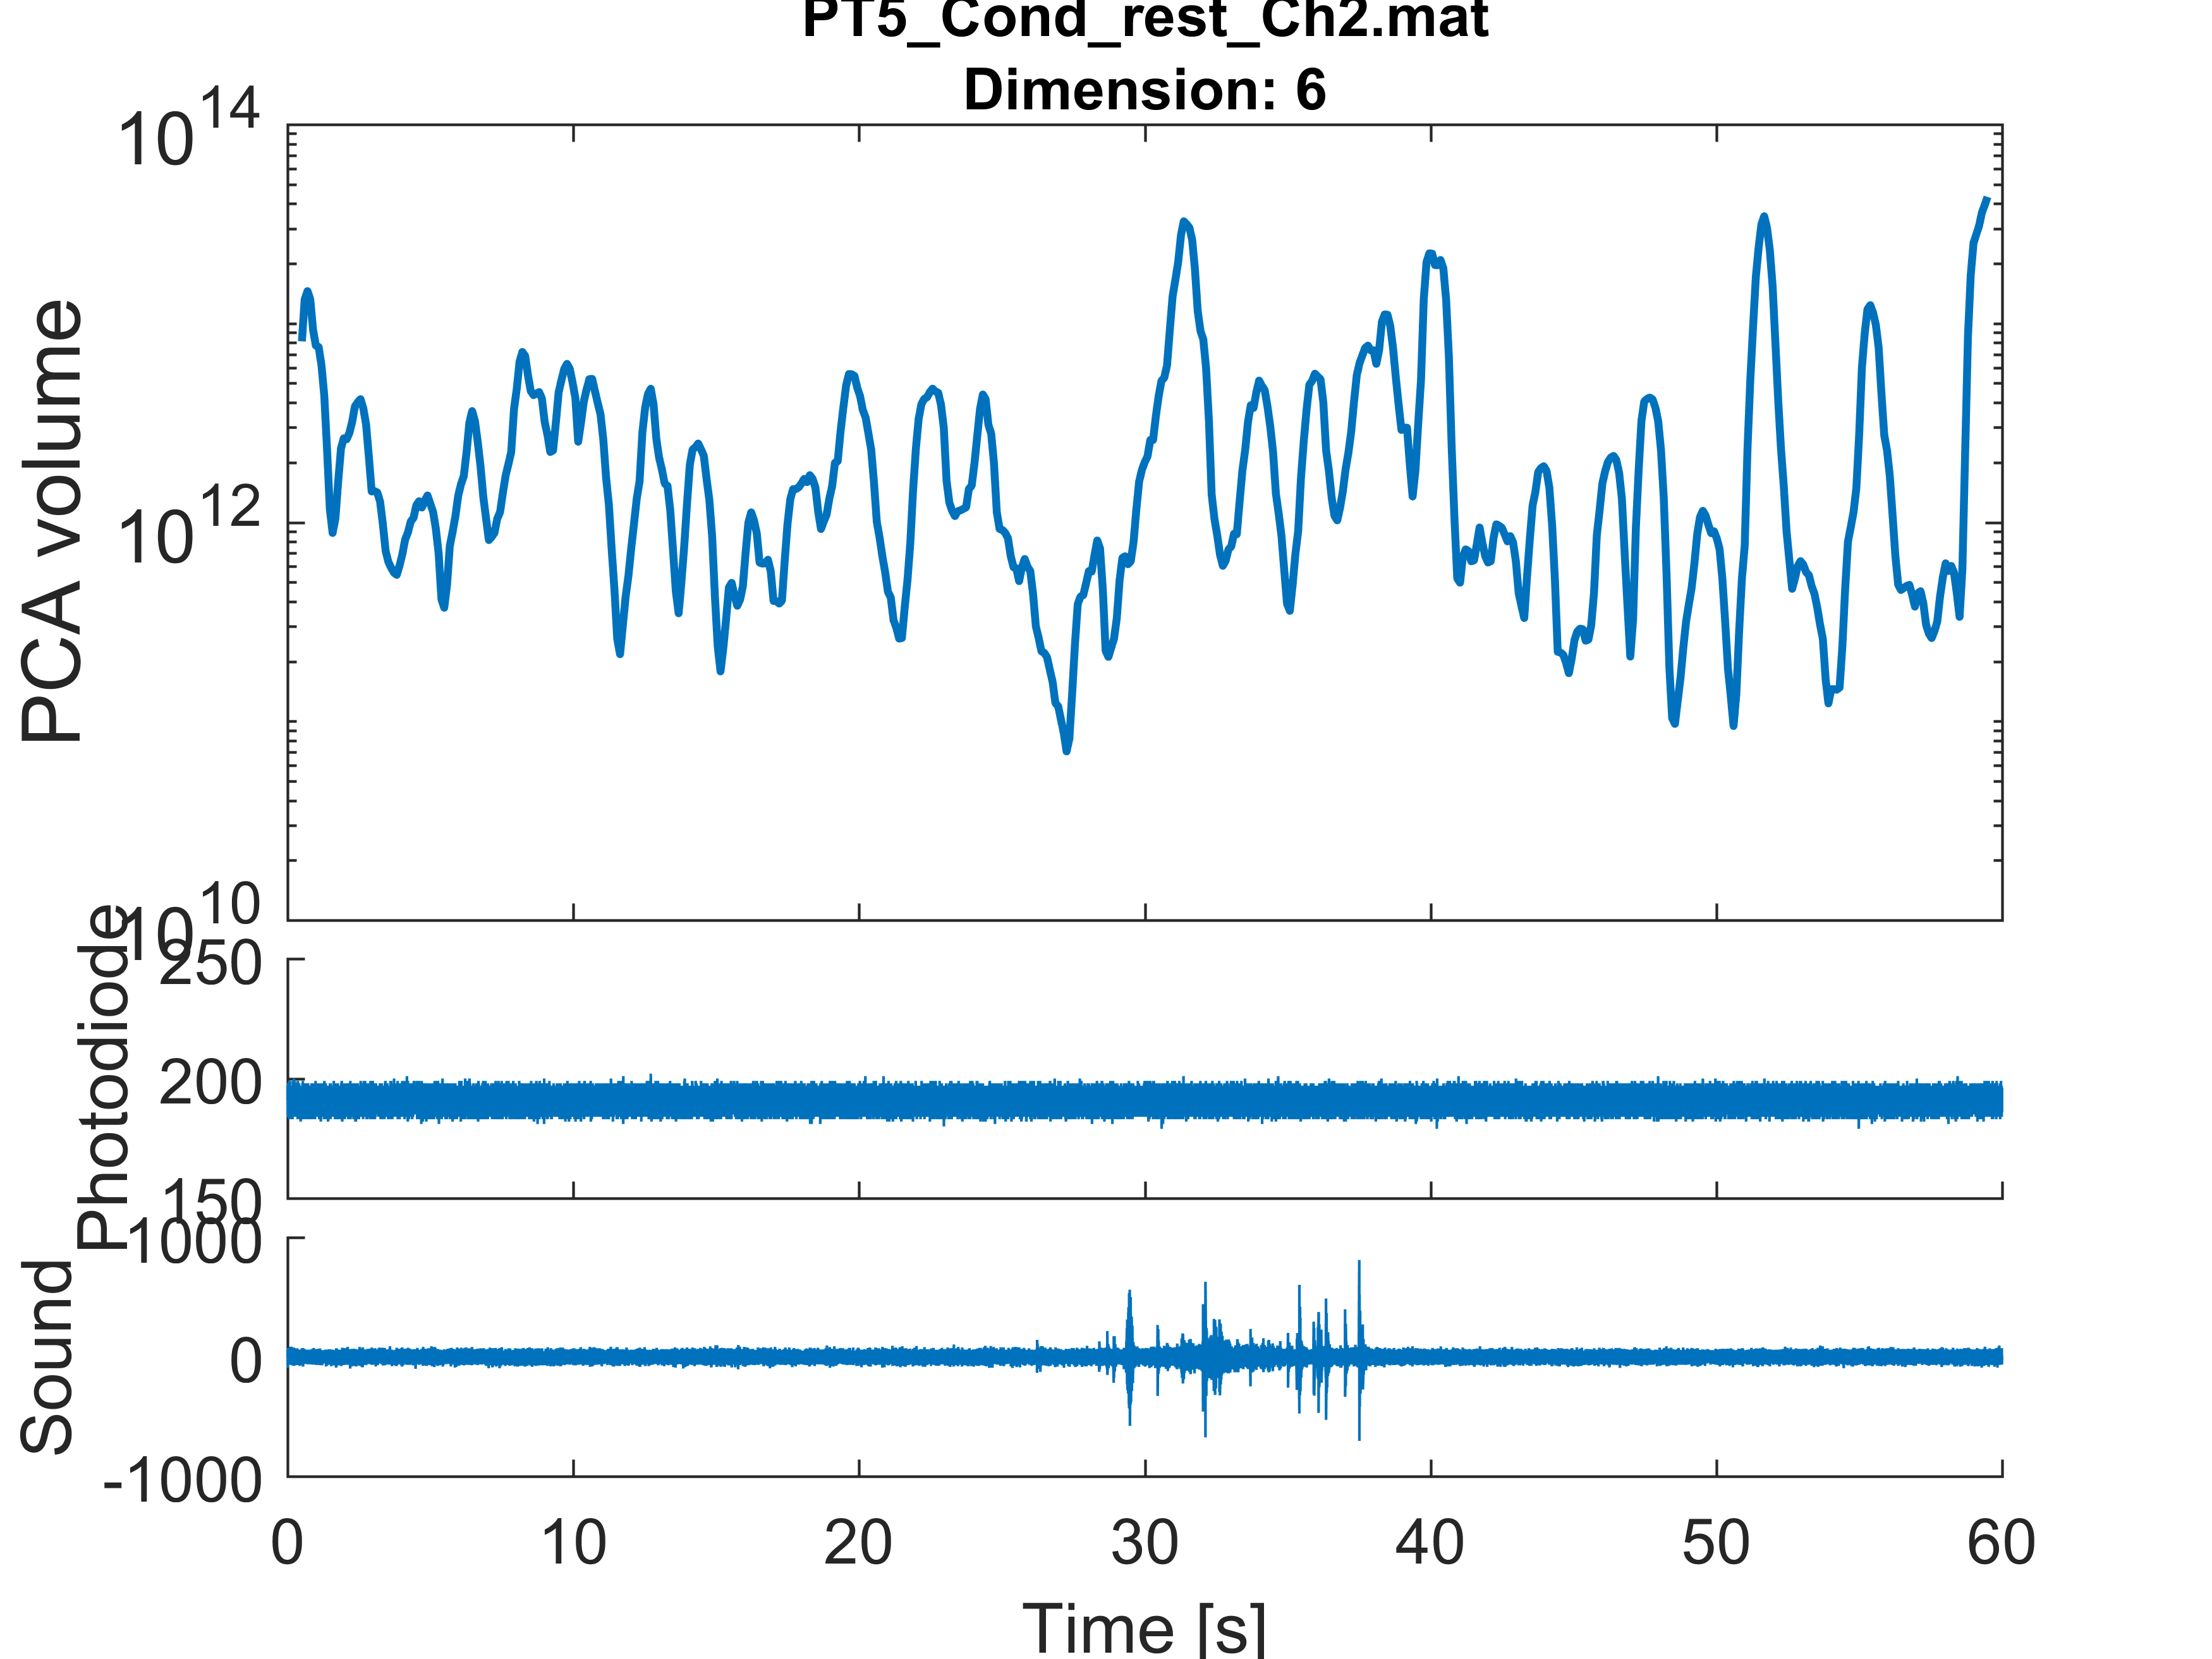 PT5_Cond_rest_Ch2.mat
Dimension: 6
PCA volume
10^14
10^12
10^10
Photodiode
250
200
150
Sound
1000
0
-1000
0 10 20 30 40 50 60
Time [s]